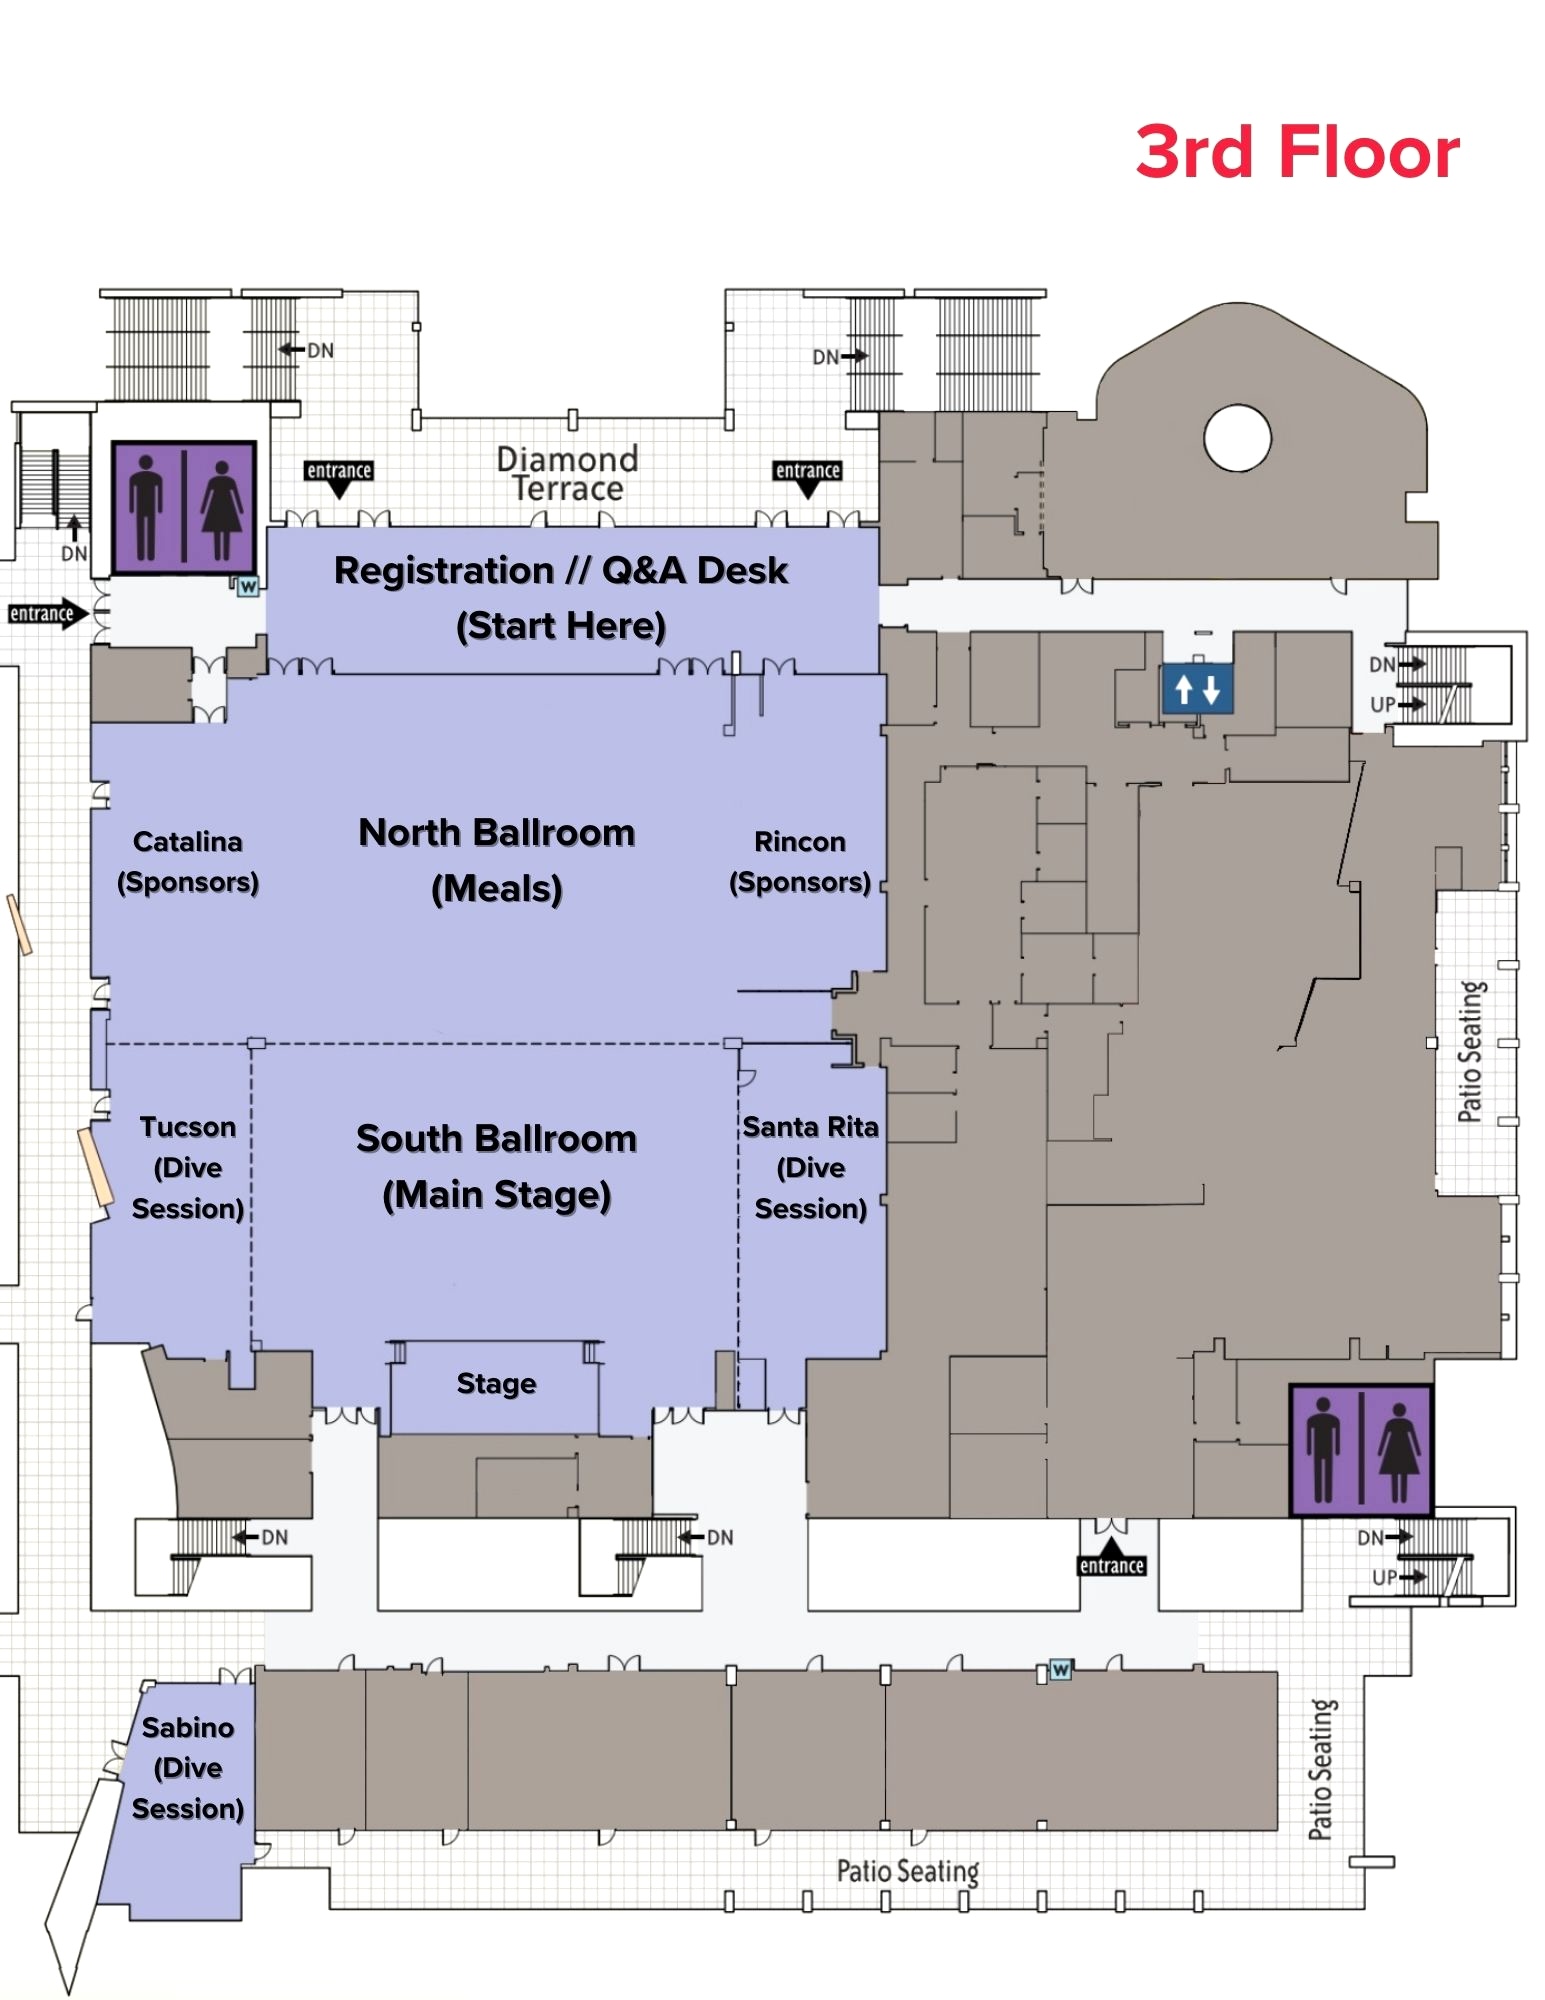 3rd Floor
DN
DN
Diamond
Terrace
entrance
entrance
DN
W
entrance
Registration // Q&A Desk
(Start Here)
DN
UP
Catalina
(Sponsors)
North Ballroom
(Meals)
Rincon
(Sponsors)
Patio Seating
Tucson
(Dive
Session)
South Ballroom
(Main Stage)
Santa Rita
(Dive
Session)
Stage
DN
DN
entrance
DN
UP
W
Sabino
(Dive
Session)
Patio Seating
Patio Seating